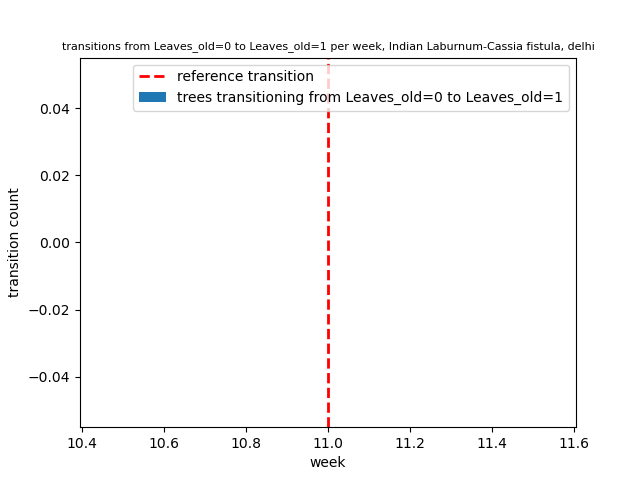 transitions from Leaves_old=0 to Leaves_old=1 per week, Indian Laburnum-Cassia fistula, delhi
reference transition
trees transitioning from Leaves_old=0 to Leaves_old=1
transition count
0.04
0.02
0.00
−0.02
−0.04
10.4 10.6 10.8 11.0 11.2 11.4 11.6
week